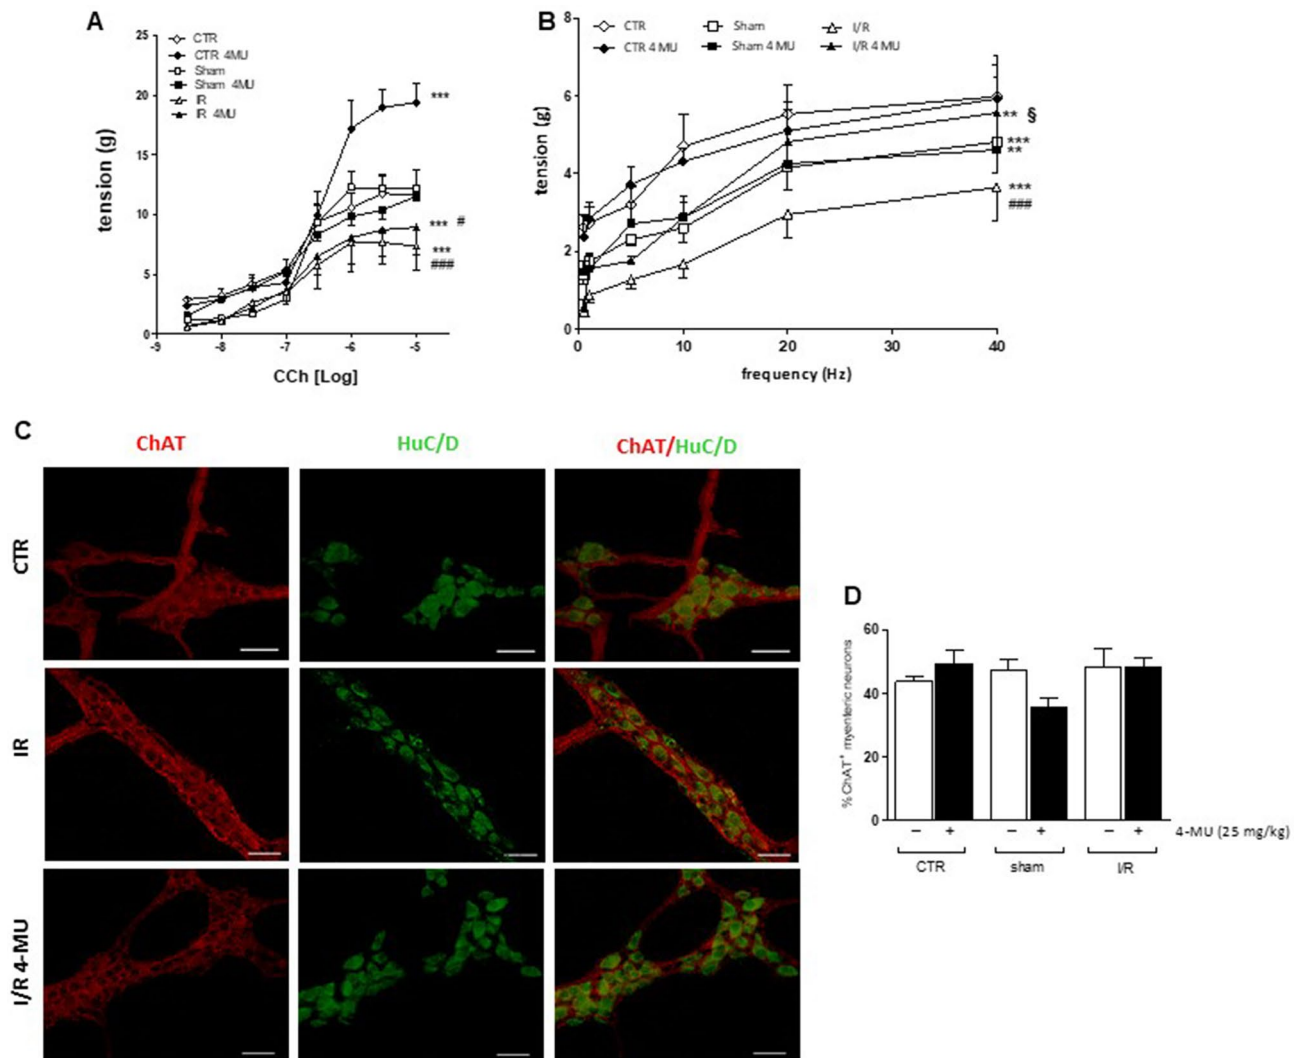 A
25
20
15
10
5
0
-9
-8
-7
-6
-5
tension (g)
CCh [Log]
CTR
CTR 4MU
Sham
Sham 4MU
IR
IR 4MU
***
*** #
***
###
B
8
6
4
2
0
0
10
20
30
40
tension (g)
frequency (Hz)
CTR
Sham
I/R
CTR 4 MU
Sham 4 MU
I/R 4 MU
** §
***
**
***
###
C
ChAT
HuC/D
ChAT/HuC/D
CTR
IR
I/R 4-MU
D
60
40
20
0
% ChAT+ myenteric neurons
− + − + − + 4-MU (25 mg/kg)
CTR sham I/R